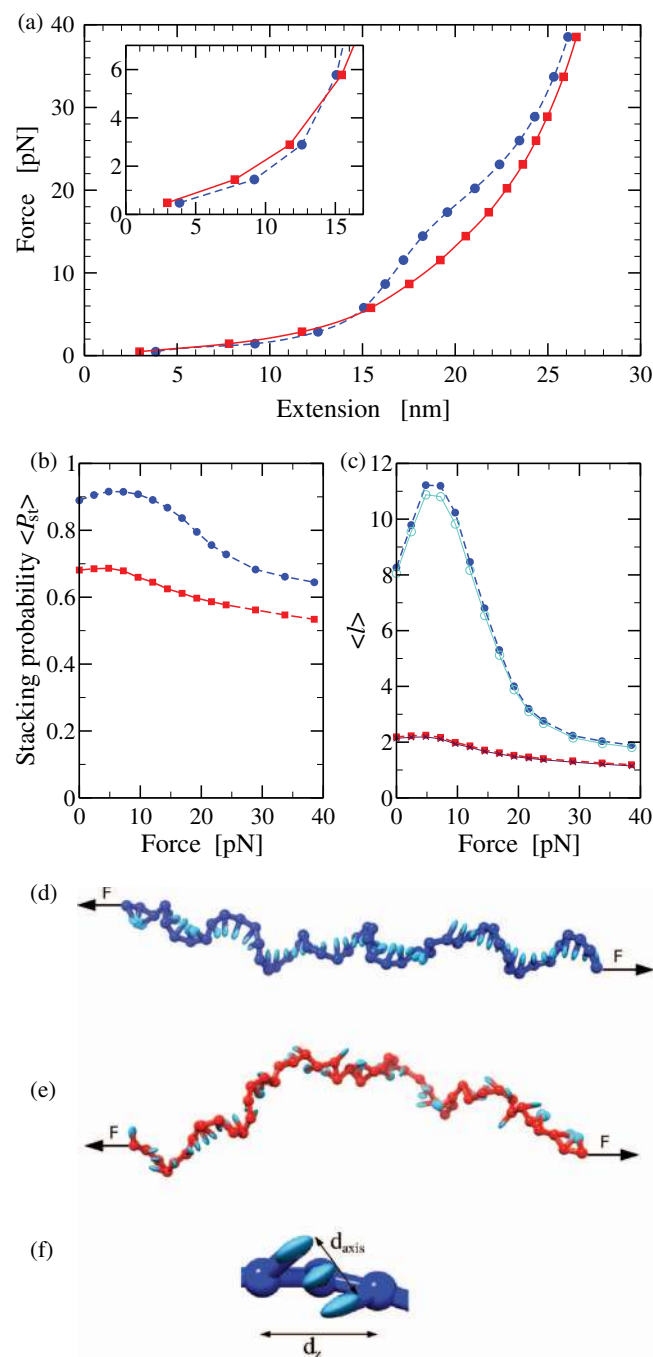 (a)
40
30
20
10
0
Force [pN]
6
4
2
0
0 5 10 15
0 5 10 15 20 25 30
Extension [nm]
(b)
1
0.8
0.6
0.4
0.2
0
Stacking probability <P_st>
0 10 20 30 40
Force [pN]
(c)
12
10
8
6
4
2
0
<l>
0 10 20 30 40
Force [pN]
(d)
F
F
(e)
F
F
(f)
d_axis
d_z